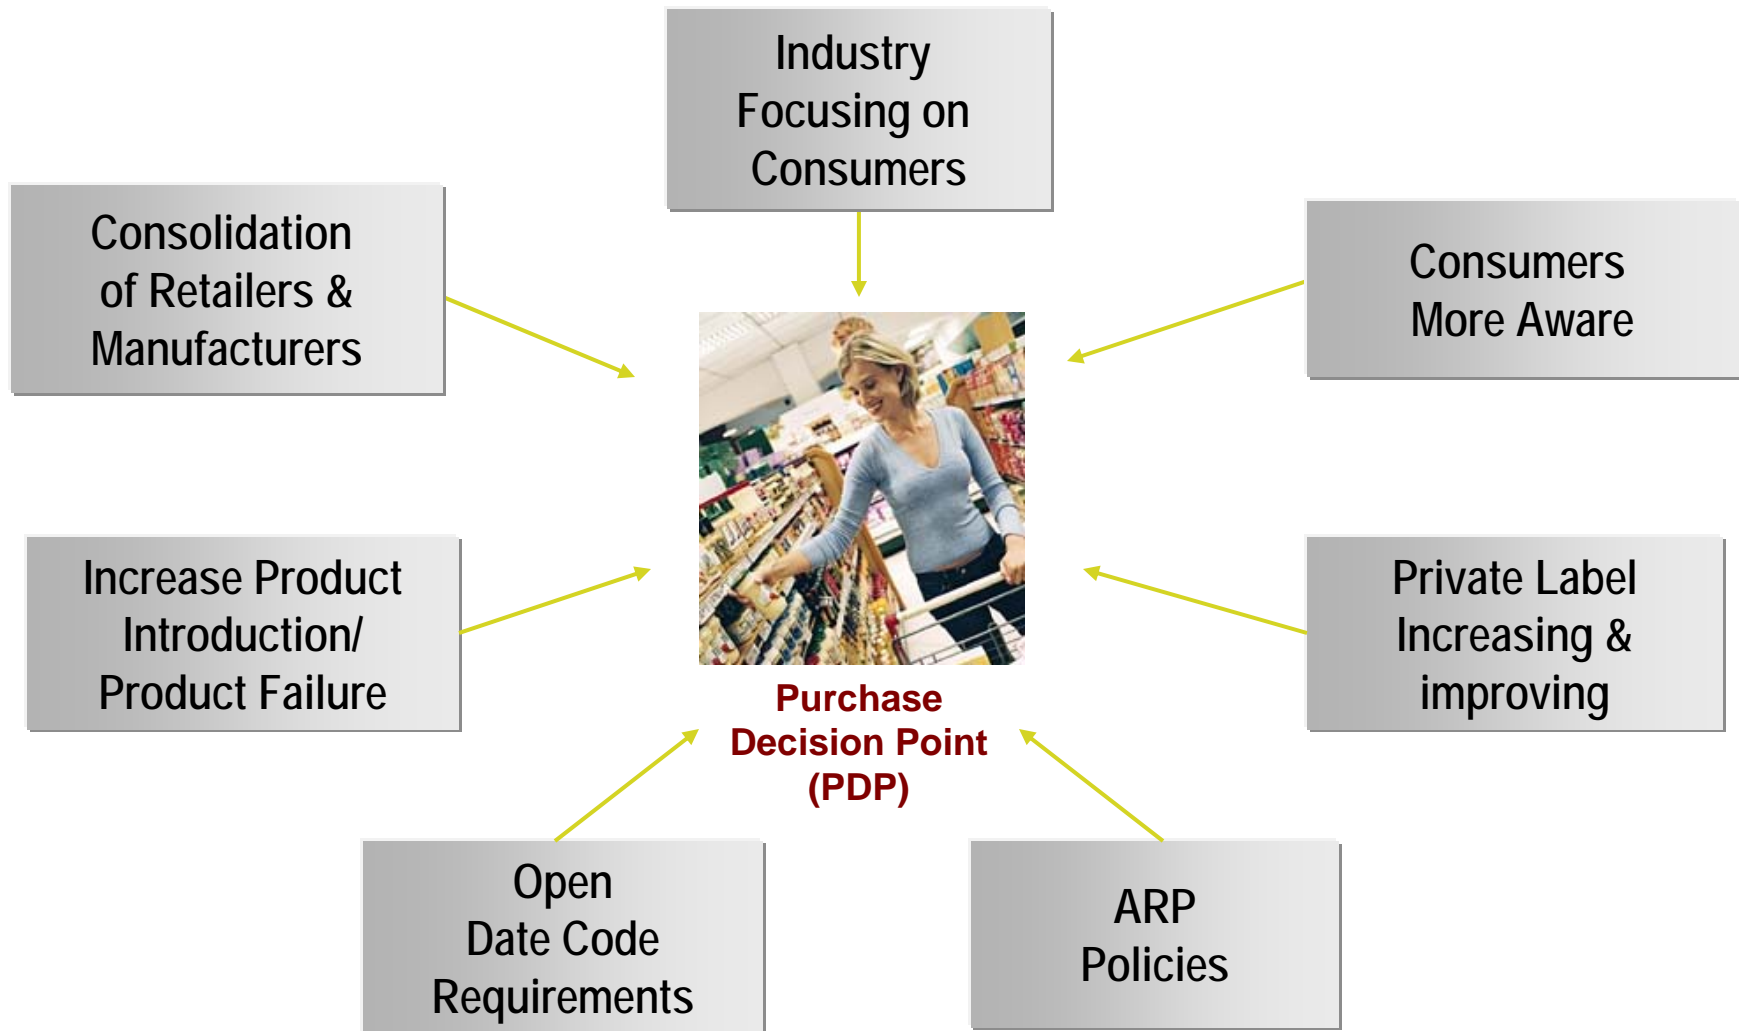 Industry
Focusing on
Consumers
Consolidation
of Retailers &
Manufacturers
Consumers
More Aware
Increase Product
Introduction/
Product Failure
Private Label
Increasing &
improving
Purchase
Decision Point
(PDP)
Open
Date Code
Requirements
ARP
Policies